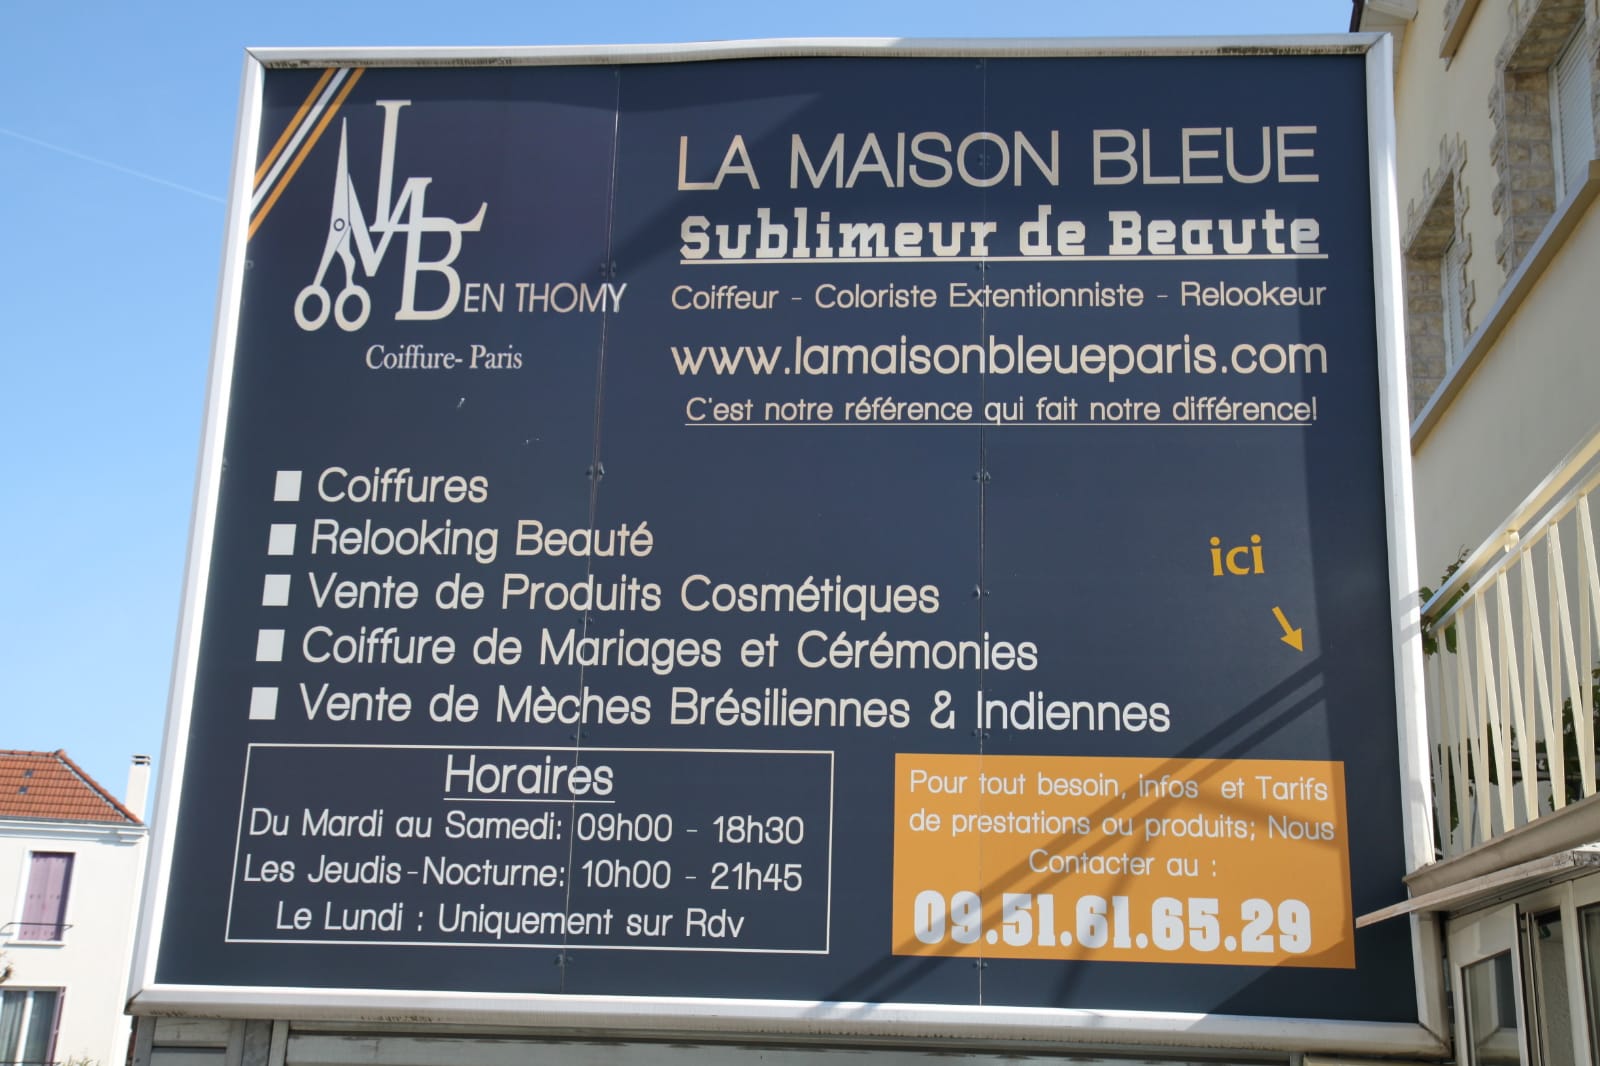 LMB
BEN THOMY
Coiffure- Paris
LA MAISON BLEUE
Sublimeur de Beaute
Coiffeur - Coloriste Extentionniste - Relookeur
www.lamaisonbleueparis.com
C'est notre référence qui fait notre différence!
Coiffures
Relooking Beauté
Vente de Produits Cosmétiques
Coiffure de Mariages et Cérémonies
Vente de Mèches Brésiliennes & Indiennes
ici
Horaires
Du Mardi au Samedi: 09h00 - 18h30
Les Jeudis-Nocturne: 10h00 - 21h45
Le Lundi : Uniquement sur Rdv
Pour tout besoin, infos et Tarifs
de prestations ou produits; Nous
Contacter au :
09.51.61.65.29